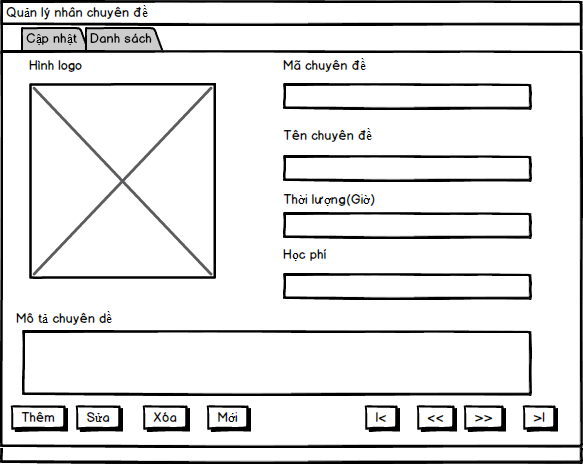 Quản lý nhân chuyên đề
Cập nhật Danh sách
Hình logo
Mã chuyên đề
Tên chuyên đề
Thời lượng(Giờ)
Học phí
Mô tả chuyên dề
Thêm Sửa Xóa Mới |< << >> >|